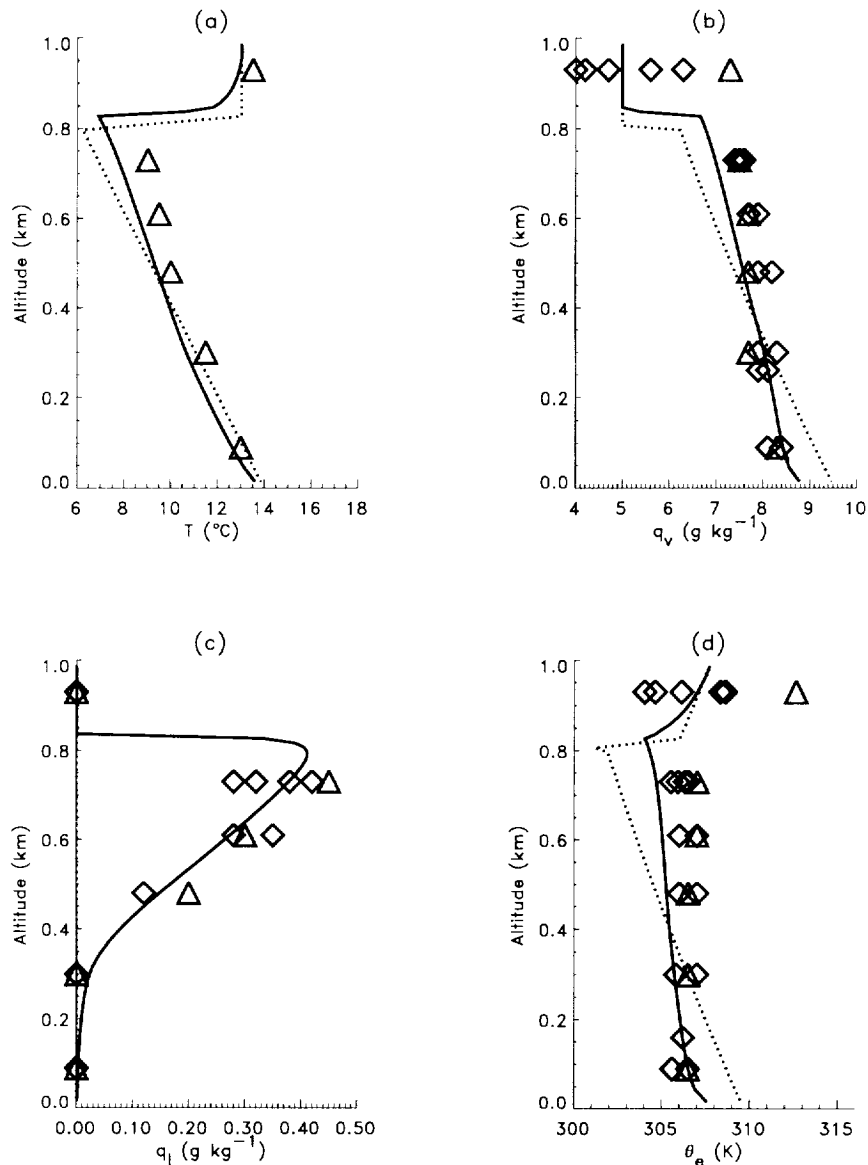 (a)
(b)
1.0
0.8
0.6
0.4
0.2
0.0
Altitude (km)
6 8 10 12 14 16 18
T (°C)
1.0
0.8
0.6
0.4
0.2
0.0
Altitude (km)
4 5 6 7 8 9 10
q_v (g kg⁻¹)
(c)
(d)
1.0
0.8
0.6
0.4
0.2
0.0
Altitude (km)
0.00 0.10 0.20 0.30 0.40 0.50
q_l (g kg⁻¹)
1.0
0.8
0.6
0.4
0.2
0.0
Altitude (km)
300 305 310 315
θ_e (K)